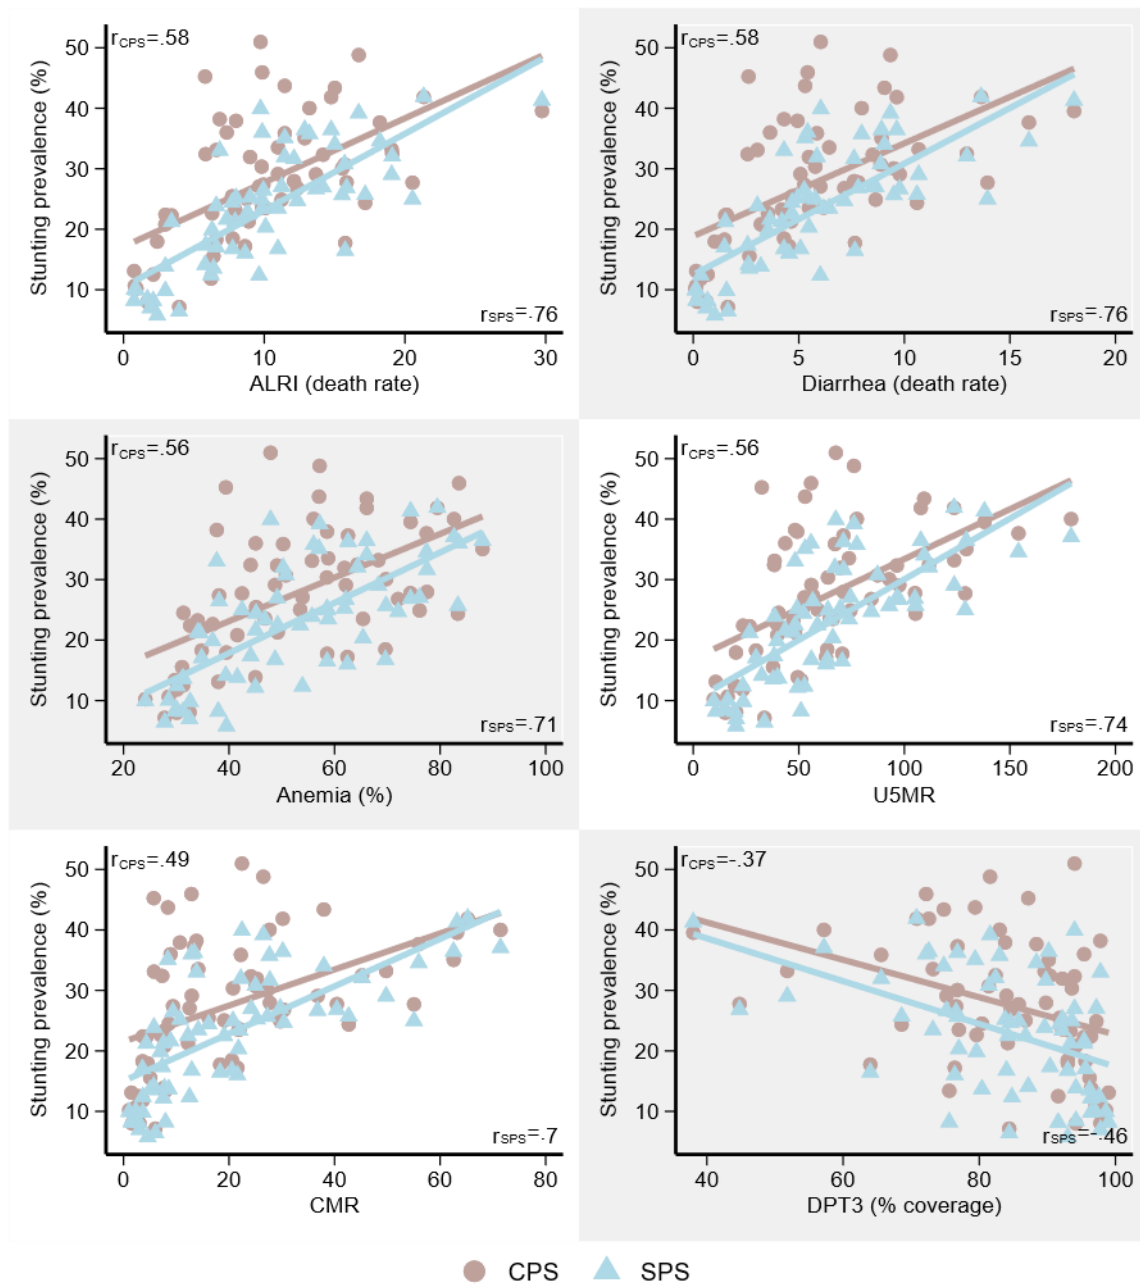 rCPS=.58
50
40
30
20
10
Stunting prevalence (%)
rSPS=.76
0 10 20 30
ALRI (death rate)
rCPS=.58
50
40
30
20
10
Stunting prevalence (%)
rSPS=.76
0 5 10 15 20
Diarrhea (death rate)
rCPS=.56
50
40
30
20
10
Stunting prevalence (%)
rSPS=.71
20 40 60 80 100
Anemia (%)
rCPS=.56
50
40
30
20
10
Stunting prevalence (%)
rSPS=.74
0 50 100 150 200
U5MR
rCPS=.49
50
40
30
20
10
Stunting prevalence (%)
rSPS=.7
0 20 40 60 80
CMR
rCPS=-.37
50
40
30
20
10
Stunting prevalence (%)
rSPS=-.46
40 60 80 100
DPT3 (% coverage)
CPS SPS